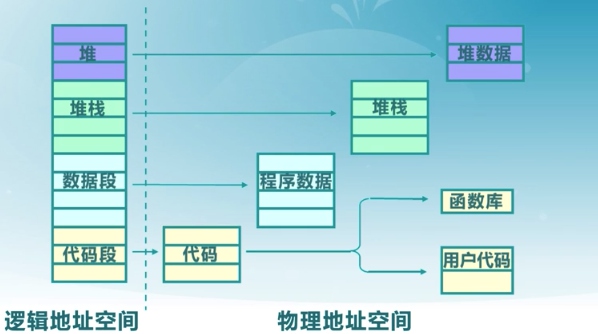 堆
堆数据
堆栈
堆栈
数据段
程序数据
函数库
代码段
代码
用户代码
逻辑地址空间
物理地址空间